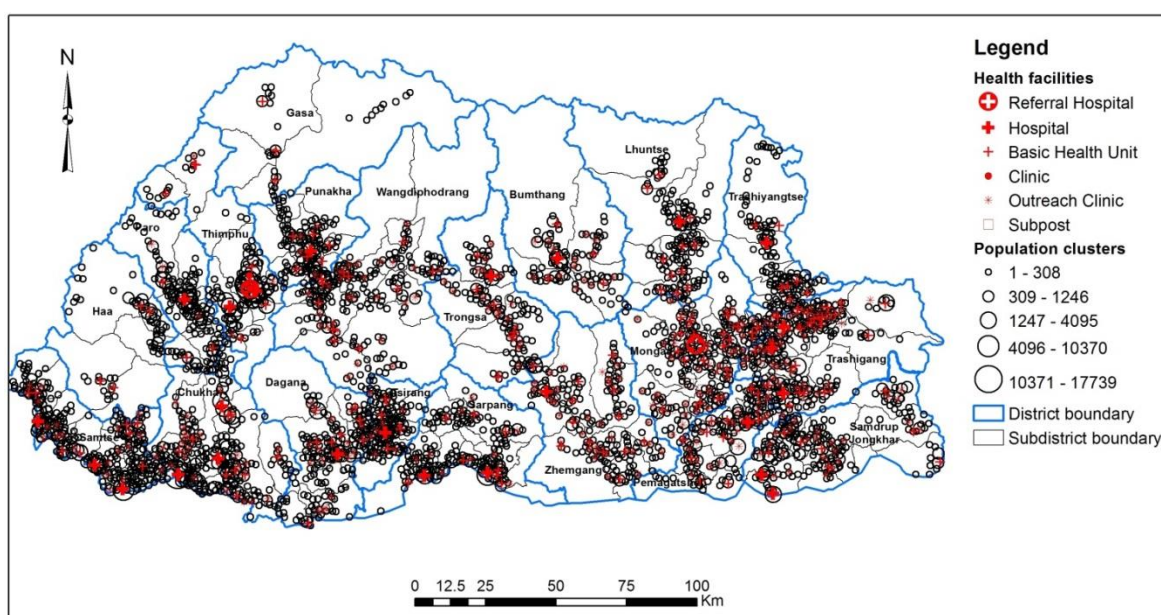 N
Gasa
Lhuntse
Punakha
Wangdiphodrang
Bumthang
Trashiyangtse
Paro
Thimphu
Haa
Trongsa
Mongar
Trashigang
Dagana
Chukha
Tsirang
Sarpang
Samtse
Samdrup
Jongkhar
Zhemgang
Pemagatshel
0 12.5 25 50 75 100
Km
Legend
Health facilities
Referral Hospital
Hospital
Basic Health Unit
Clinic
Outreach Clinic
Subpost
Population clusters
1 - 308
309 - 1246
1247 - 4095
4096 - 10370
10371 - 17739
District boundary
Subdistrict boundary